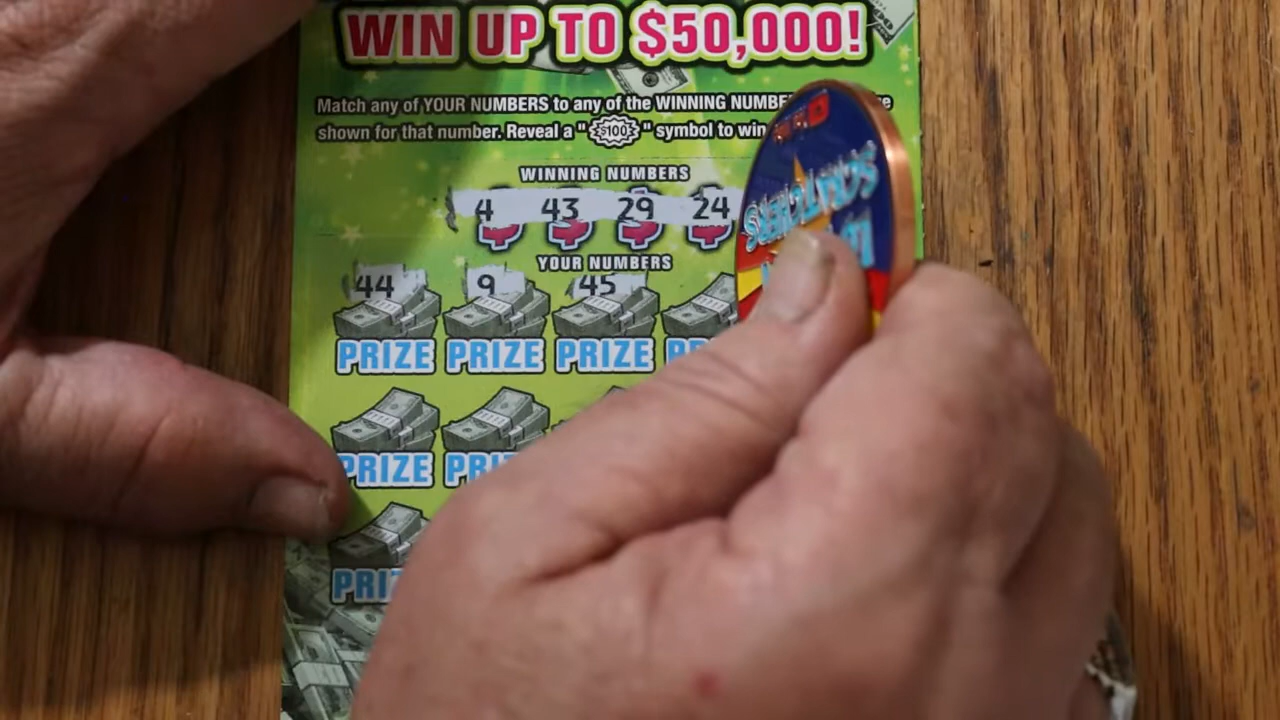 WIN UP TO $50,000!
Match any of YOUR NUMBERS to any of the WINNING
shown for that number. Reveal a " $100 " symbol to win
WINNING NUMBERS
4 43 29 24
YOUR NUMBERS
44 9 45
PRIZE PRIZE PRIZE
PRIZE
SCRATCHERS